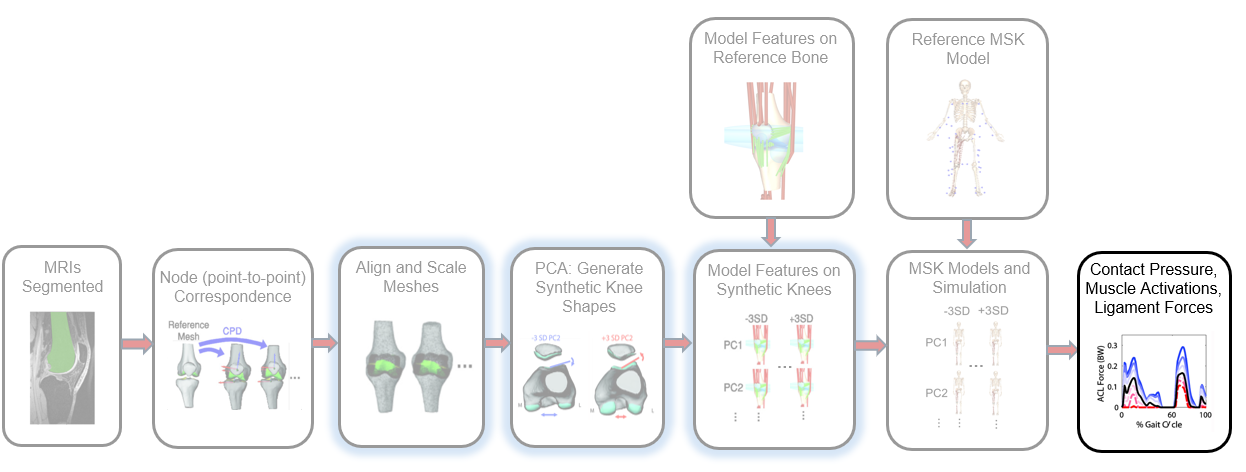 Model Features on
Reference Bone
Reference MSK
Model
MRIs
Segmented
Node (point-to-point)
Correspondence
Reference
Mesh
CPD
...
Align and Scale
Meshes
...
PCA: Generate
Synthetic Knee
Shapes
-3 SD PC2
+3 SD PC2
M
L
M
L
Model Features on
Synthetic Knees
-3SD
+3SD
PC1
...
PC2
MSK Models and
Simulation
-3SD
+3SD
PC1
...
PC2
Contact Pressure,
Muscle Activations,
Ligament Forces
ACL Force (BW)
0.3
0.2
0.1
0
0
60
100
% Gait O' cle